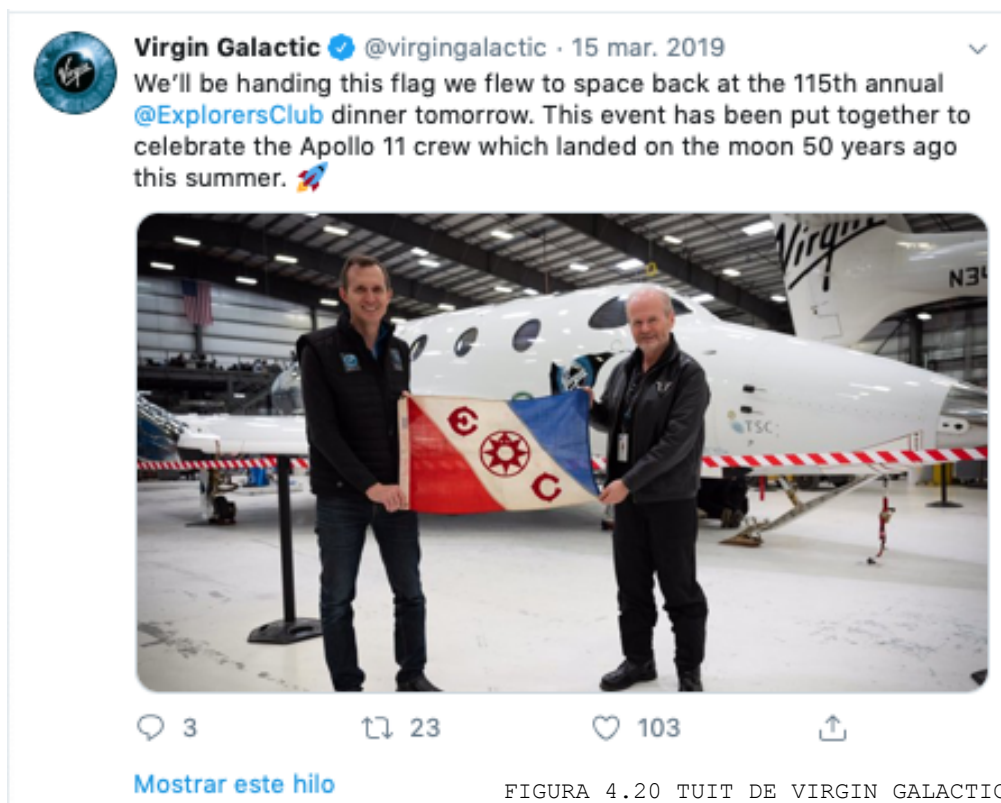 Virgin Galactic @virgingalactic · 15 mar. 2019
We'll be handing this flag we flew to space back at the 115th annual
@ExplorersClub dinner tomorrow. This event has been put together to
celebrate the Apollo 11 crew which landed on the moon 50 years ago
this summer. 🚀
Virgin
N34
TSC
E
C
3
23
103
Mostrar este hilo
FIGURA 4.20 TUIT DE VIRGIN GALACTIC